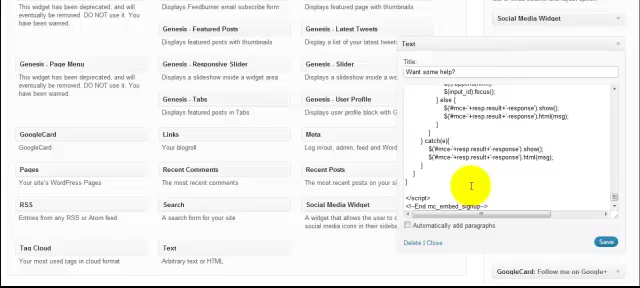 widget has been deprecated, and will
eventually be removed. DO NOT use it. You
have been warned.
Displays Feedburner email subscribe form
Displays featured page with thumbnails
Genesis - Featured Posts
Displays featured posts with thumbnails
Genesis - Latest Tweets
Display a list of your latest tweets
Genesis - Page Menu
This widget has been deprecated, and will
eventually be removed. DO NOT use it. You
have been warned.
Genesis - Responsive Slider
Displays a slideshow inside a widget area
Genesis - Slider
Displays a slideshow inside a
Genesis - Tabs
Displays featured posts in Tabs
Genesis - User Profile
Displays user profile block with
GoogleCard
GoogleCard
Links
Your blogroll
Meta
Log in/out, admin, feed and
Pages
Your site's WordPress Pages
Recent Comments
The most recent comments
Recent Posts
The most recent posts on your
RSS
Entries from any RSS or Atom feed
Search
A search form for your site
Social Media Widget
A widget that allows the user to
social media icons in their
Tag Cloud
Your most used tags in cloud format
Text
Arbitrary text or HTML
Social Media Widget
Text
Title:
Want some help?
$(input_id).focus();
} else {
$('#mce-'+resp.result+'-response').show();
$('#mce-'+resp.result+'-response').html(msg);
}
}
} catch(e){
$('#mce-'+resp.result+'-response').show();
$('#mce-'+resp.result+'-response').html(msg);
}
}
}
</script>
<!--End mc_embed_signup-->
Automatically add paragraphs
Delete | Close
Save
GoogleCard: Follow me on Google+